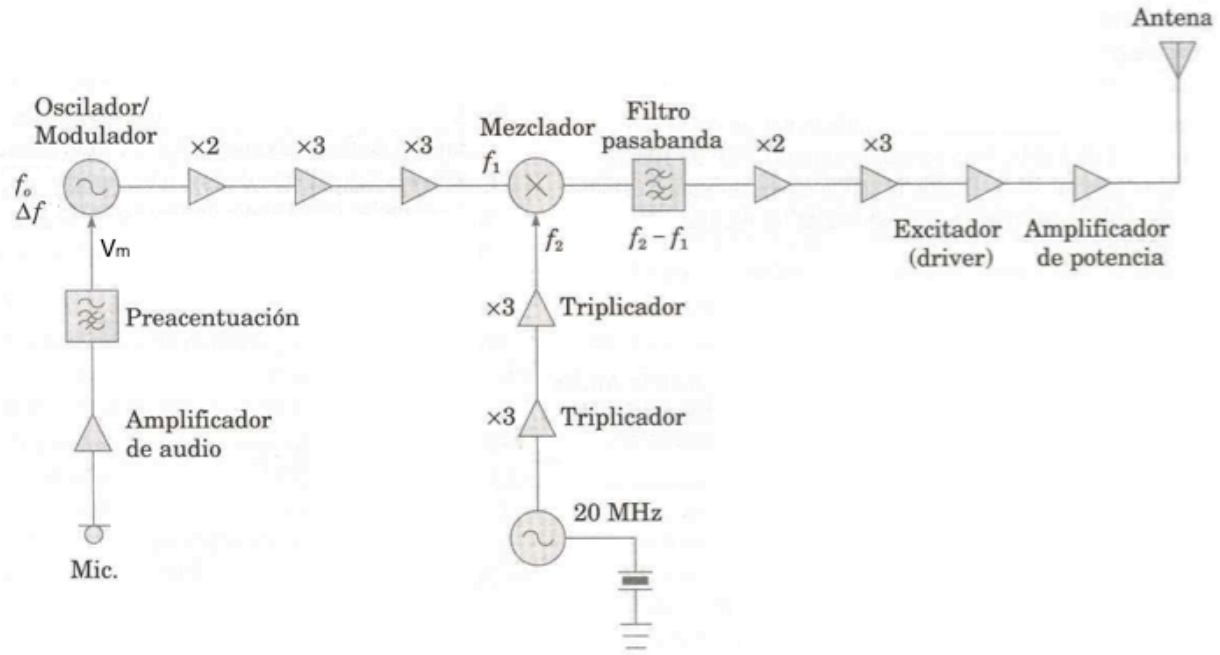 Antena
Oscilador/
Modulador
×2
×3
×3
Mezclador
f₁
Filtro
pasabanda
×2
×3
fₒ
Δf
Vm
f₂
f₂ – f₁
Excitador
(driver)
Amplificador
de potencia
Preacentuación
×3
Triplicador
Amplificador
de audio
×3
Triplicador
20 MHz
Mic.